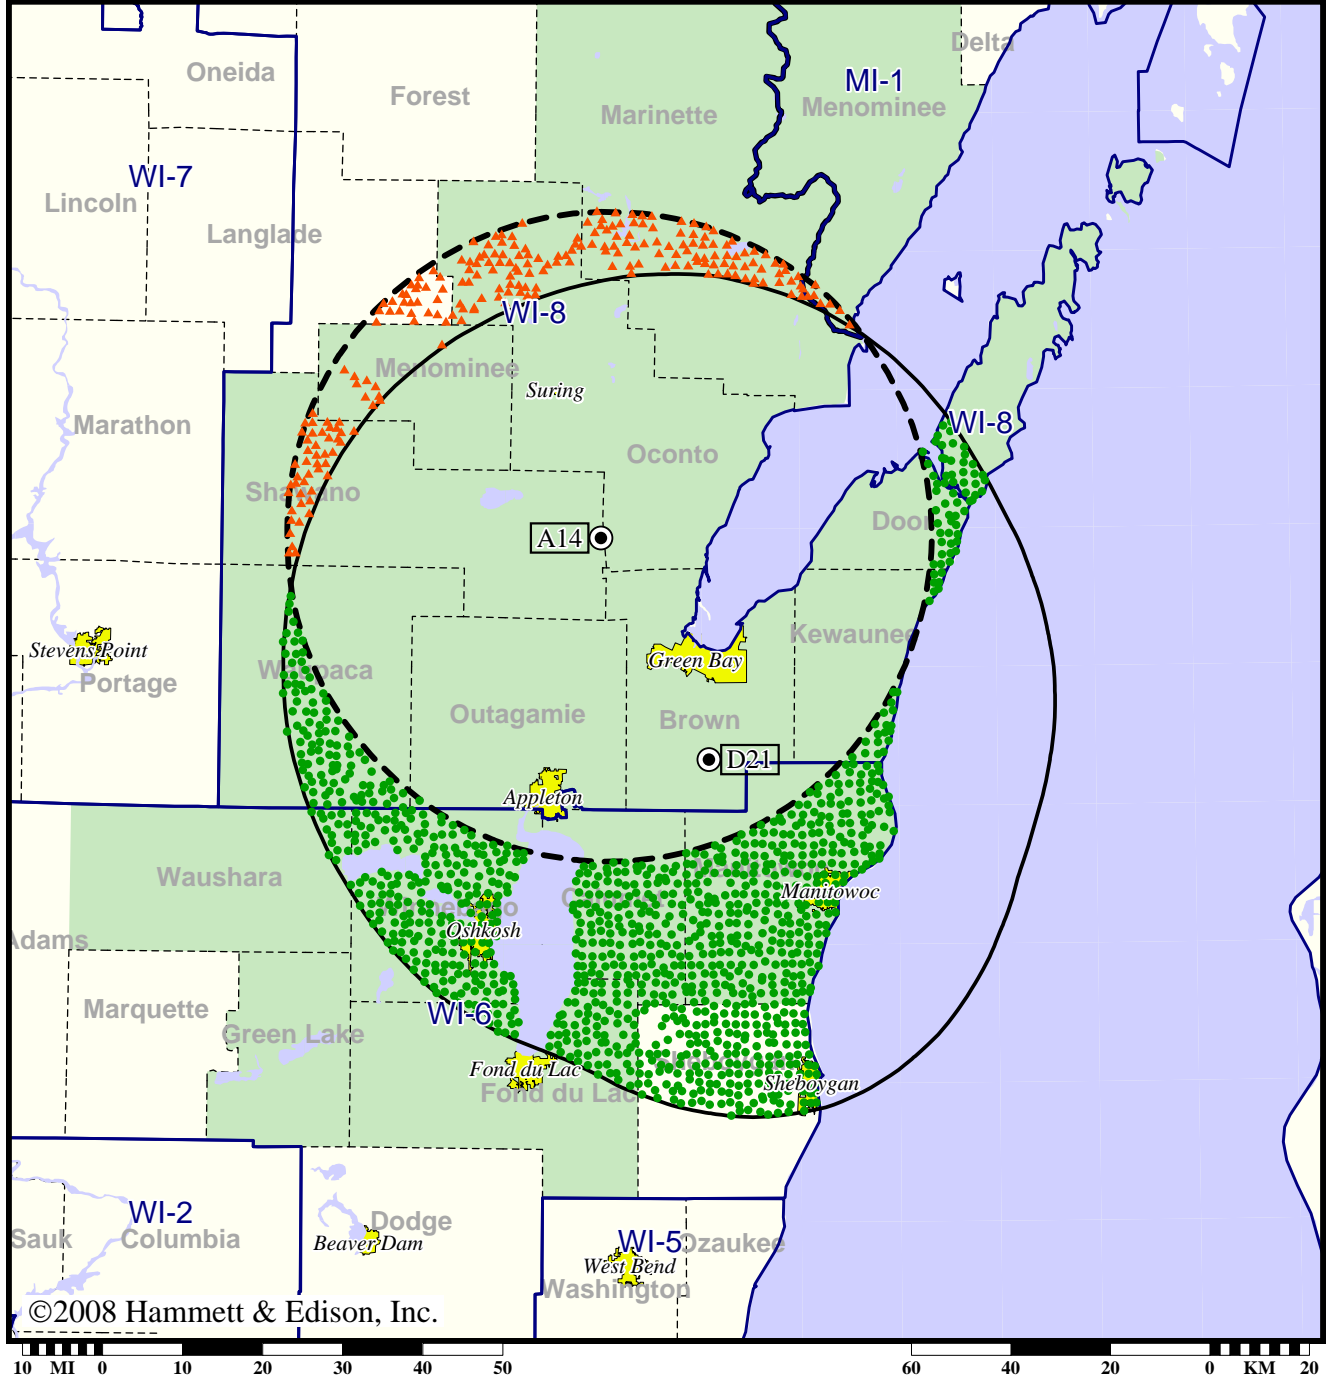 Delta
Oneida
MI-1
Forest
Menominee
Marinette
WI-7
Lincoln
Langlade
WI-8
Menominee
Suring
WI-8
Marathon
Oconto
Shawano
Door
A14
Kewaunee
Stevens Point
Green Bay
Waupaca
Portage
Outagamie
Brown
D21
Appleton
Waushara
Manitowoc
Winnebago
Calumet
Oshkosh
Adams
Marquette
WI-6
Green Lake
Fond du Lac
Sheboygan
Fond du Lac
WI-2
Dodge
Sauk
Columbia
Beaver Dam
WI-5
Ozaukee
West Bend
Washington
©2008 Hammett & Edison, Inc.
10 MI 0 10 20 30 40 50 60 40 20 0 KM 20